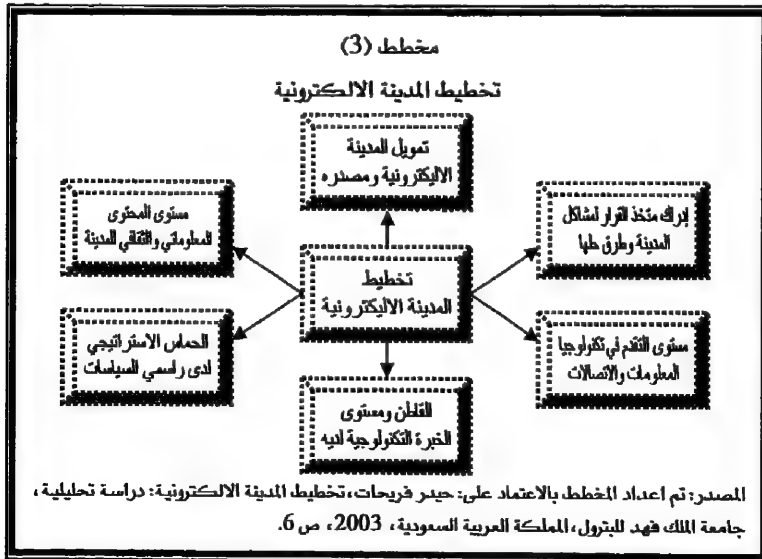 مخطط (3)
تخطيط المدينة الالكترونية
تمويل المدينة
الاليكترونية ومصدره
إدراك متخذ القرار لمشاكل
المدينة وطرق حلها
مستوى المحتوى
المعلوماتي والثقافي للمدينة
تخطيط
المدينة الاليكترونية
مستوى التقدم في تكنولوجيا
المعلومات والاتصالات
الحماس الاستراتيجي
لدى راسمي السياسات
القاطن ومستوى
الخبرة التكنولوجية لديه
المصدر: تم اعداد المخطط بالاعتماد على: حيدر فريحات، تخطيط المدينة الالكترونية: دراسة تحليلية،
جامعة الملك فهد للبترول، المملكة العربية السعودية، 2003، ص 6.